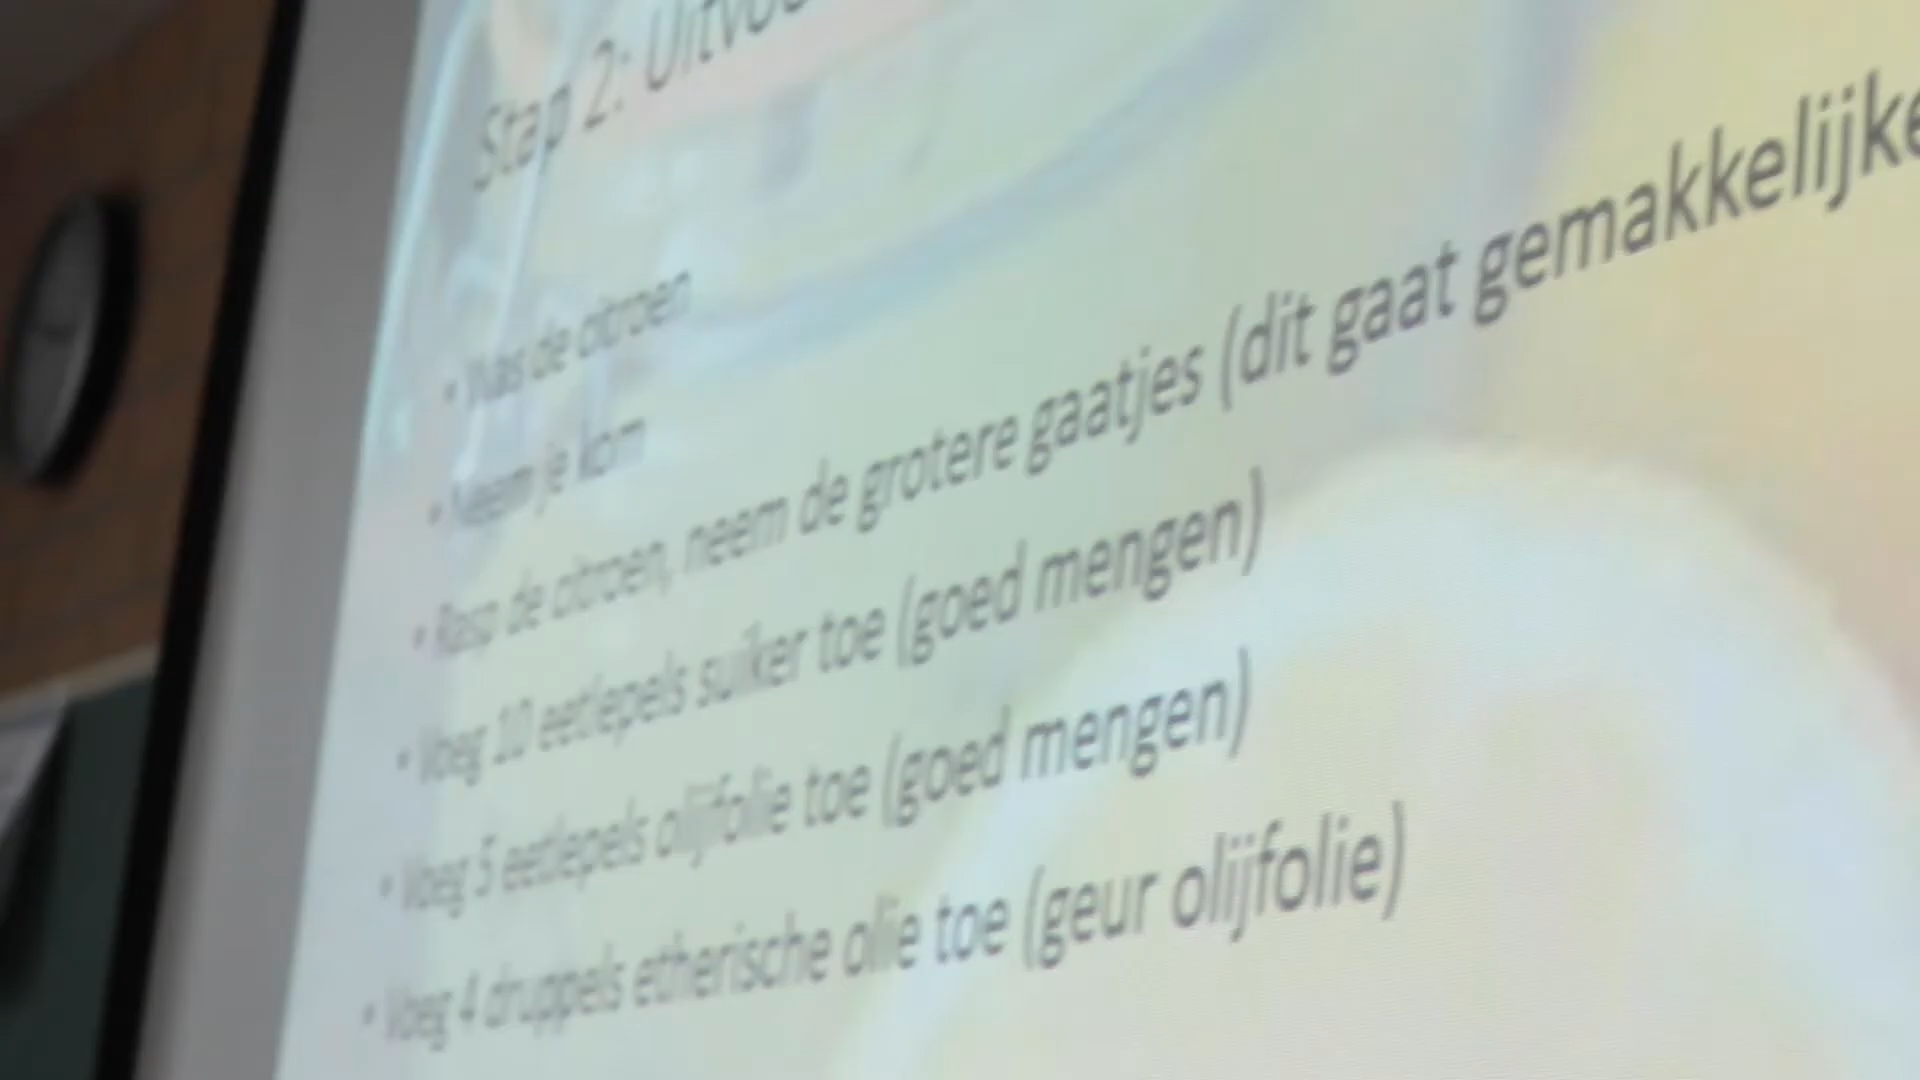 Stap 2: Uitvo
• Was de citroen
• Neem je kom
• Rasp de citroen, neem de grotere gaatjes (dit gaat gemakkelijke
• Voeg 10 eetlepels suiker toe (goed mengen)
• Voeg 5 eetlepels olijfolie toe (goed mengen)
• Voeg 4 druppels etherische olie toe (geur olijfolie)